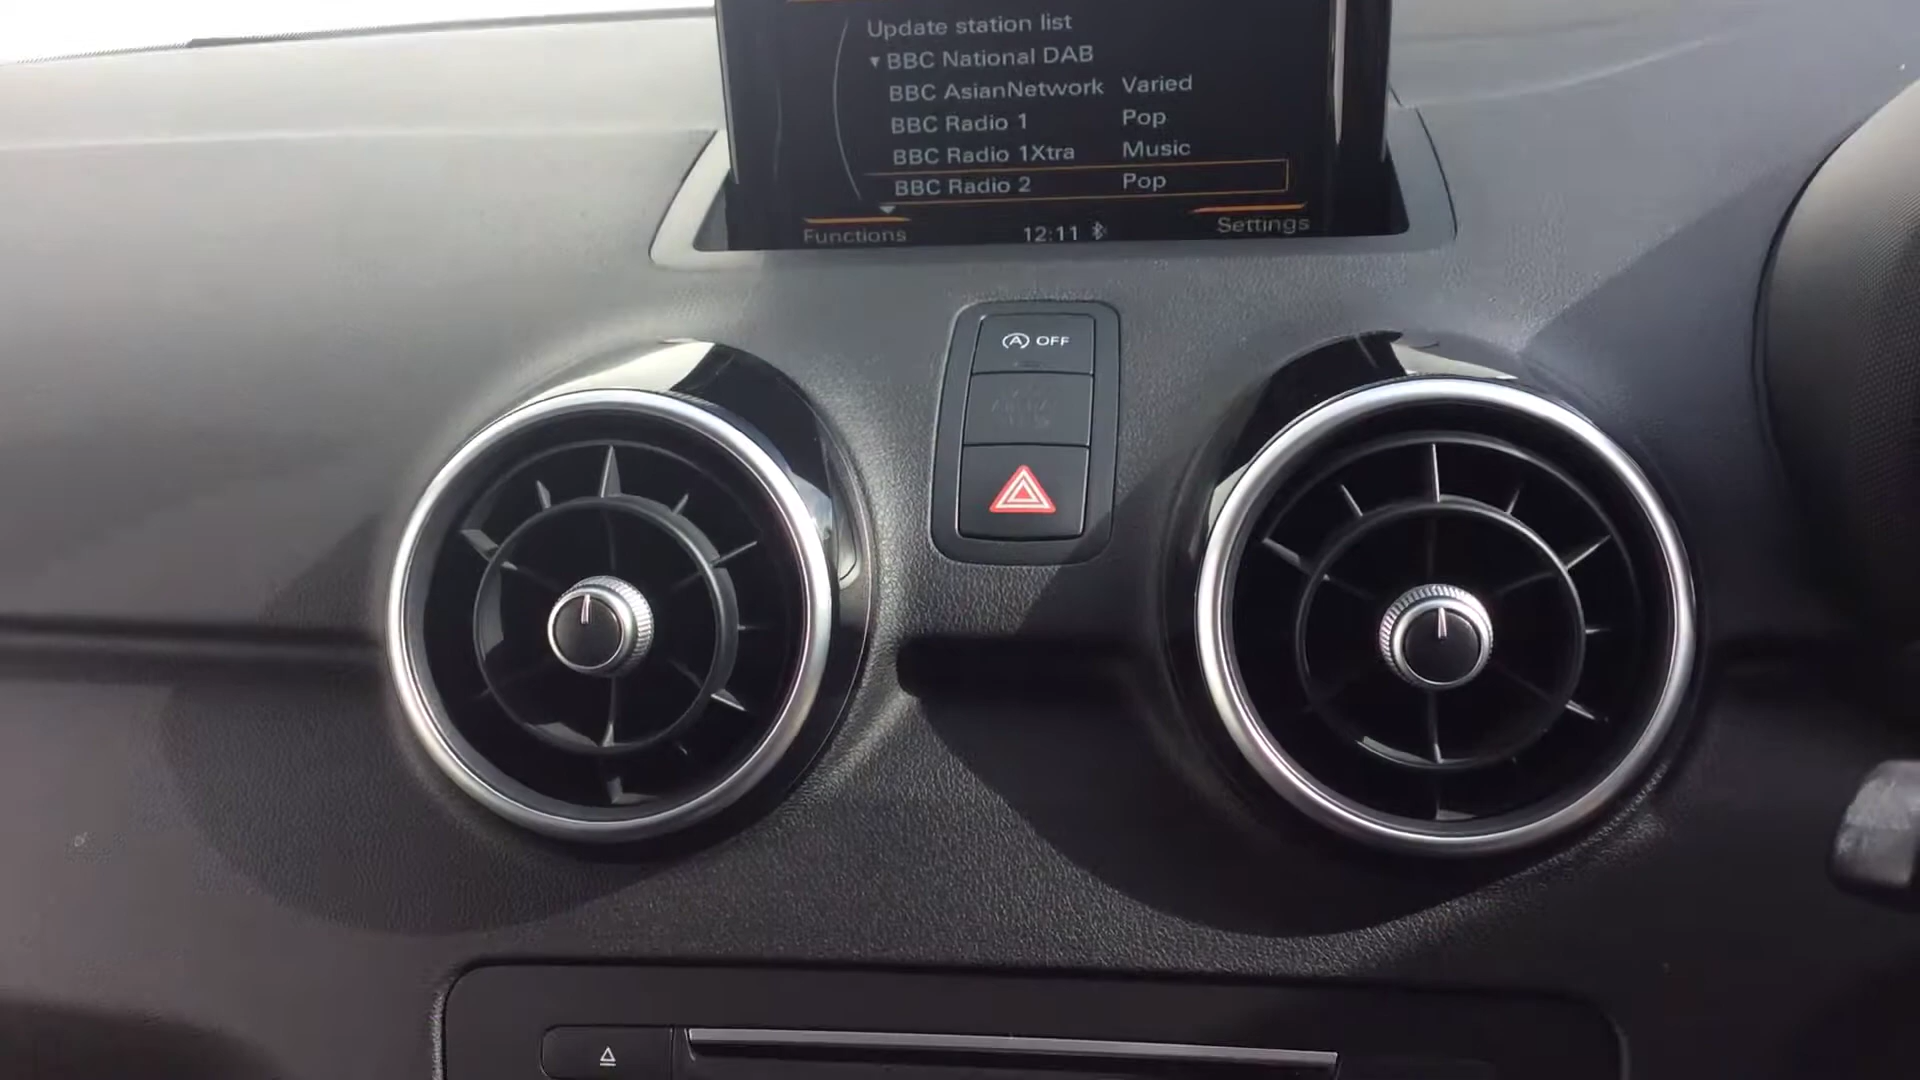 Update station list
BBC National DAB
BBC AsianNetwork Varied
BBC Radio 1 Pop
BBC Radio 1Xtra Music
BBC Radio 2 Pop
Functions 12:11 Settings
A OFF